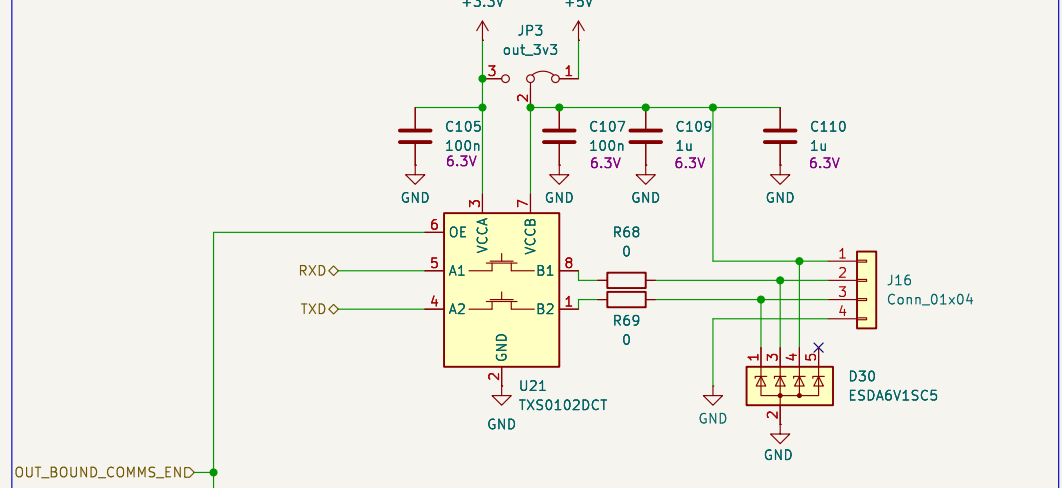 +3.3V
+5V
JP3
out_3v3
3
1
2
C105
100n
6.3V
GND
C107
100n
6.3V
GND
C109
1u
6.3V
GND
C110
1u
6.3V
GND
3
7
6
OE
VCCA
VCCB
RXD
5
A1
B1
8
TXD
4
A2
B2
1
GND
2
U21
TXS0102DCT
GND
R68
0
R69
0
1
2
3
4
J16
Conn_01x04
1
3
4
5
D30
ESDA6V1SC5
2
GND
GND
OUT_BOUND_COMMS_END